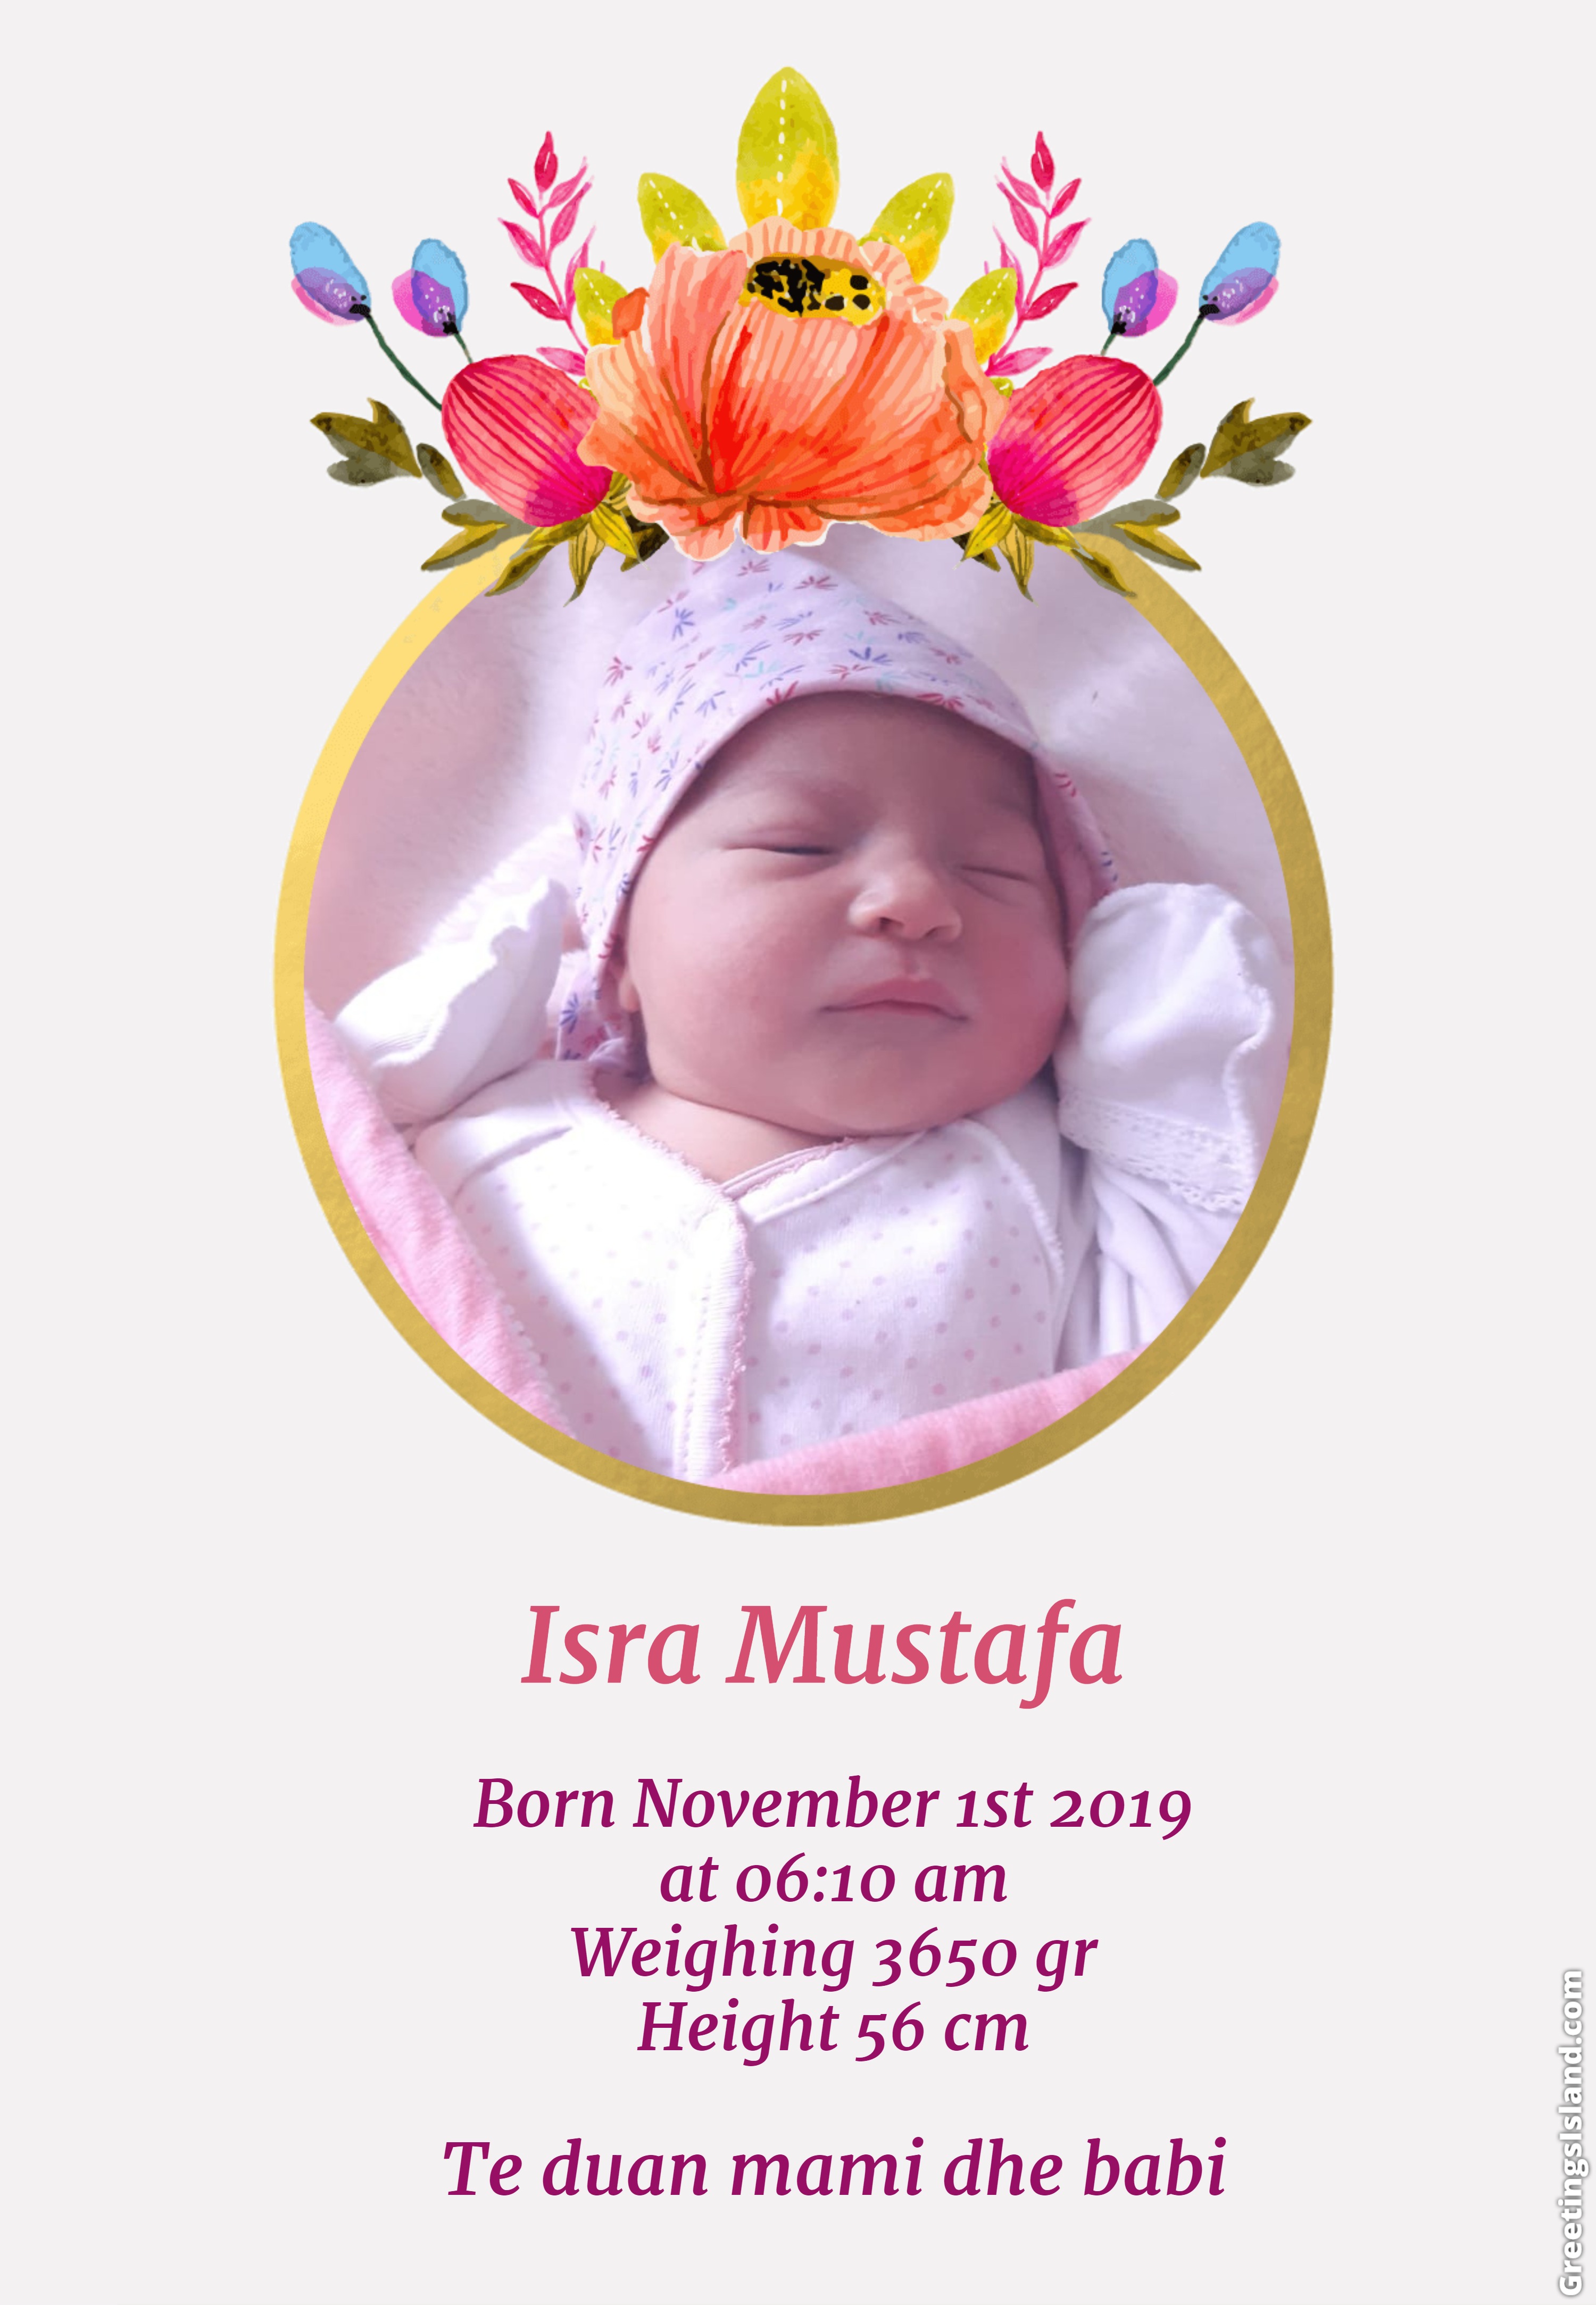 Isra Mustafa
Born November 1st 2019
at 06:10 am
Weighing 3650 gr
Height 56 cm
Te duan mami dhe babi
GreetingsIsland.com